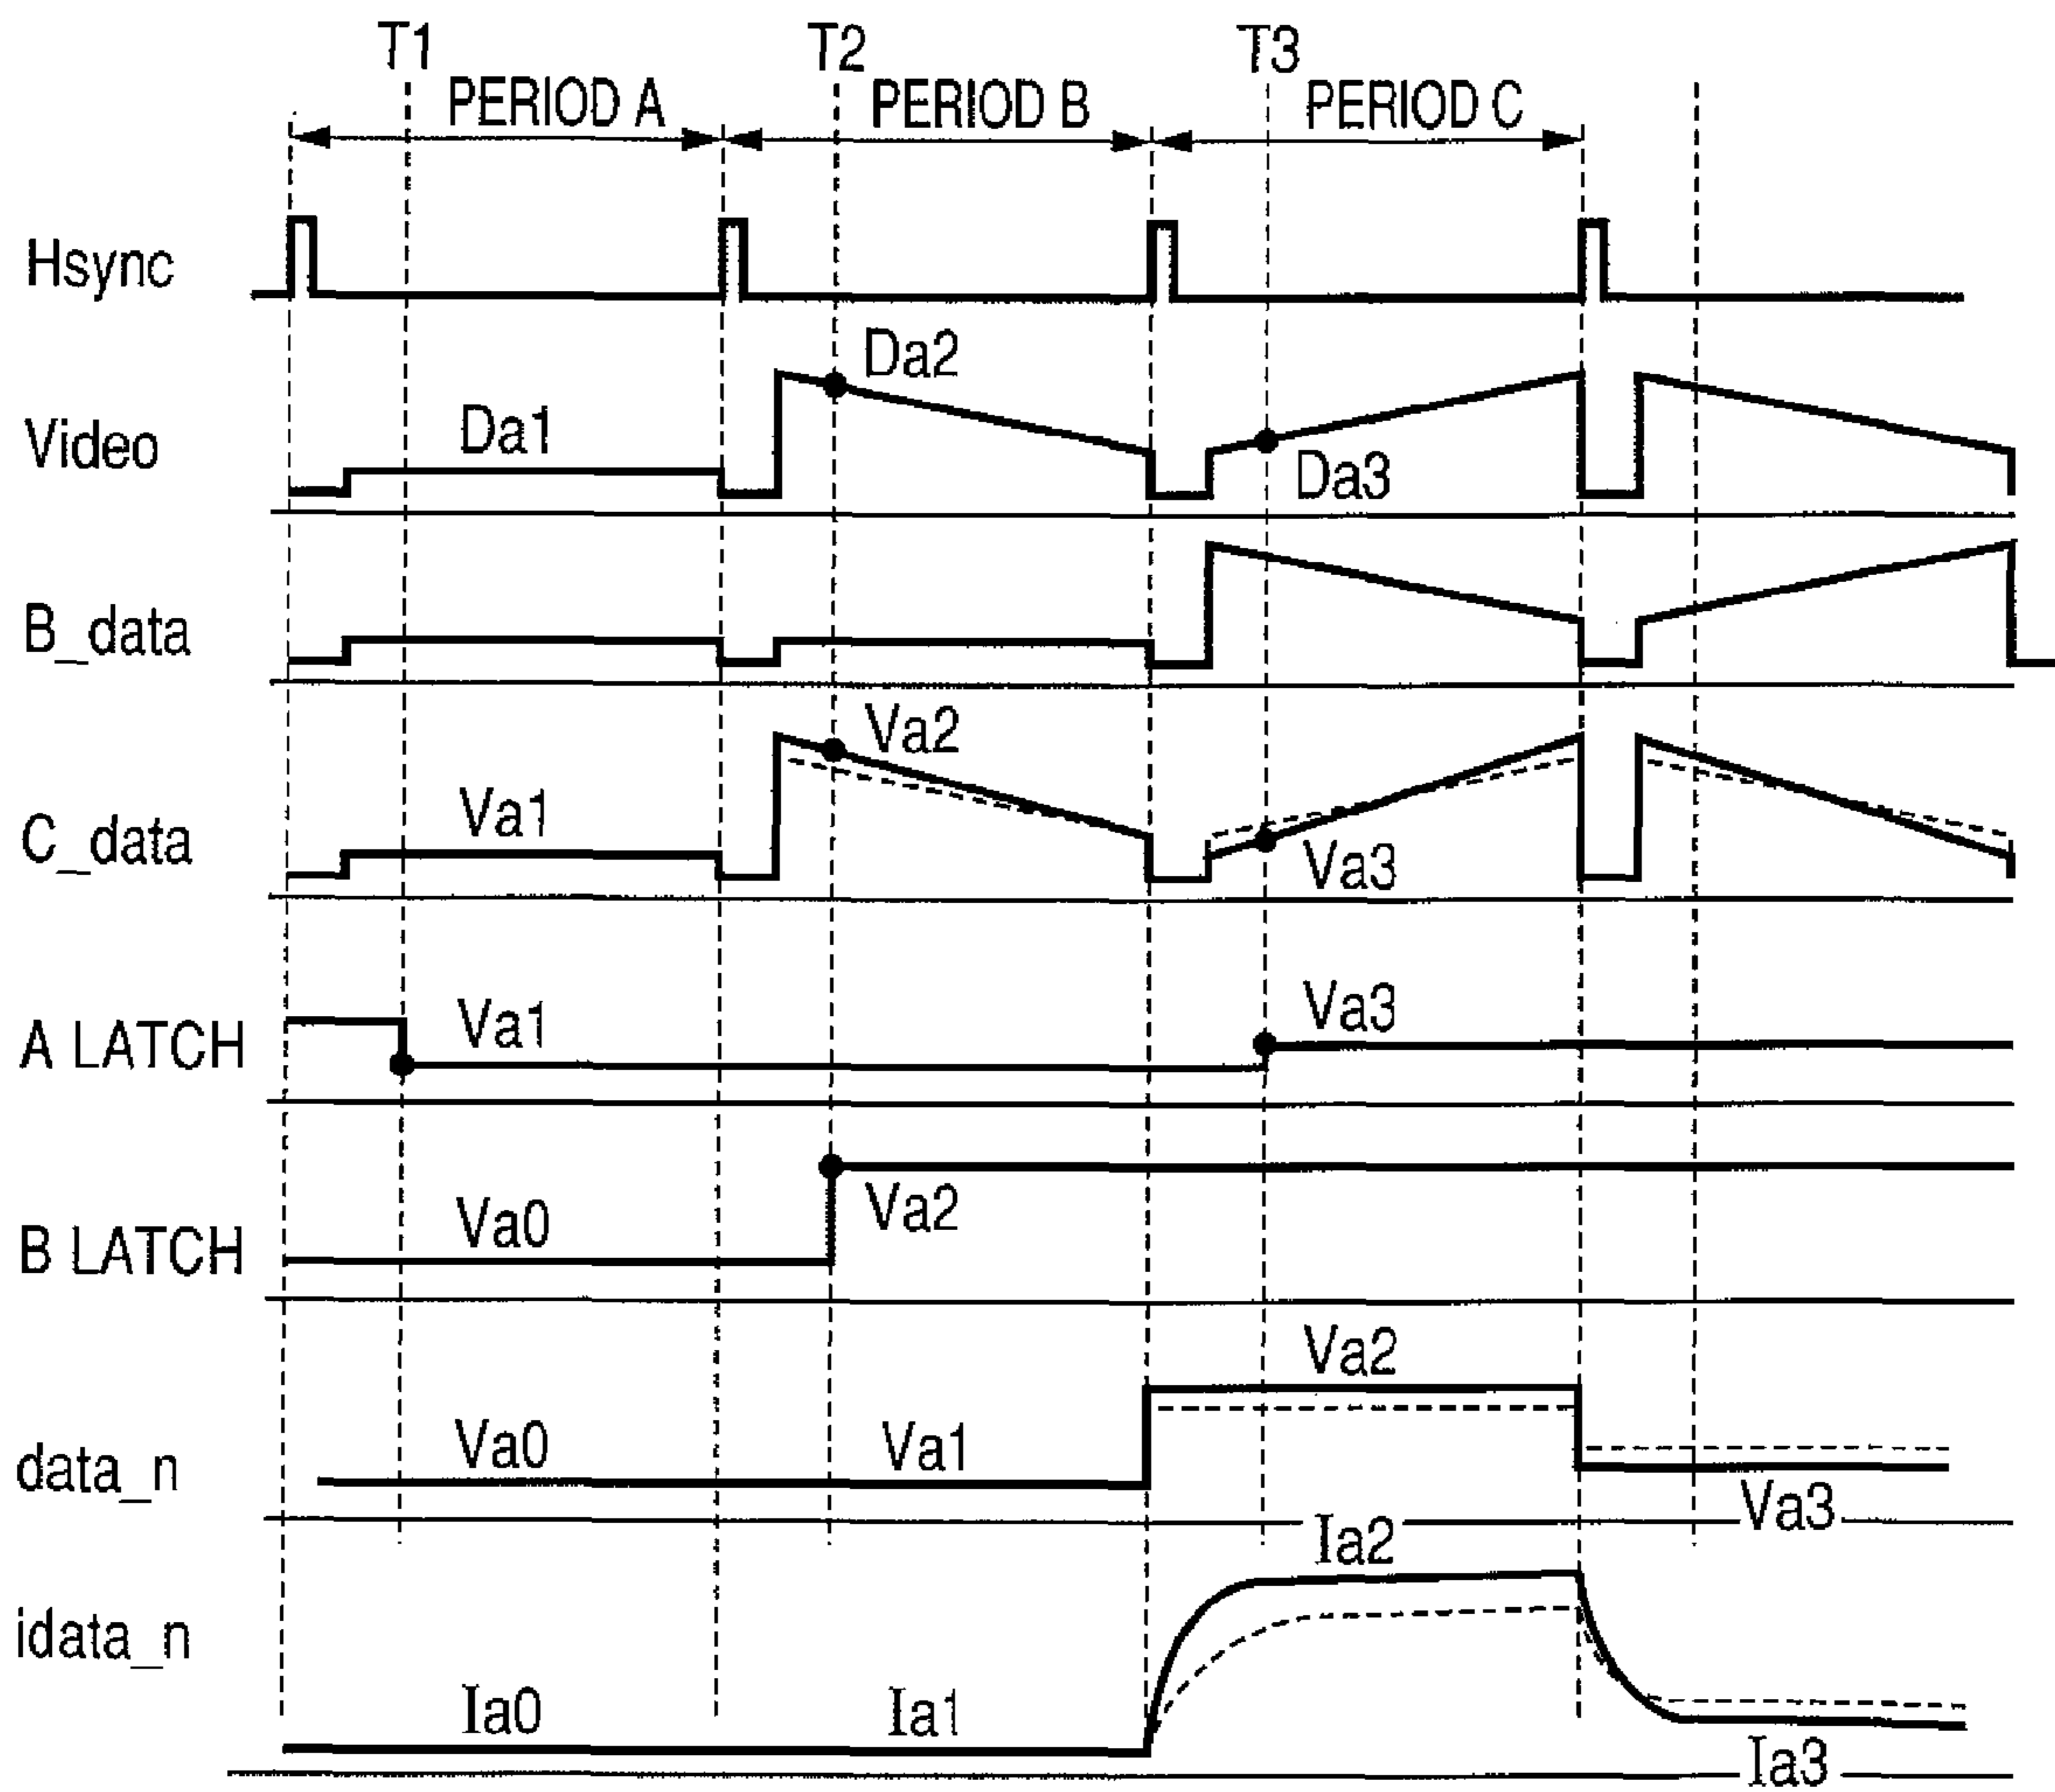 T1 T2 T3
PERIOD A PERIOD B PERIOD C
Hsync
Da2
Video Da1 Da3
B_data
Va2
C_data Va1 Va3
A LATCH Va1 Va3
B LATCH Va0 Va2
Va2
data_n Va0 Va1 Va3
Ia2
idata_n
Ia0 Ia1 Ia3